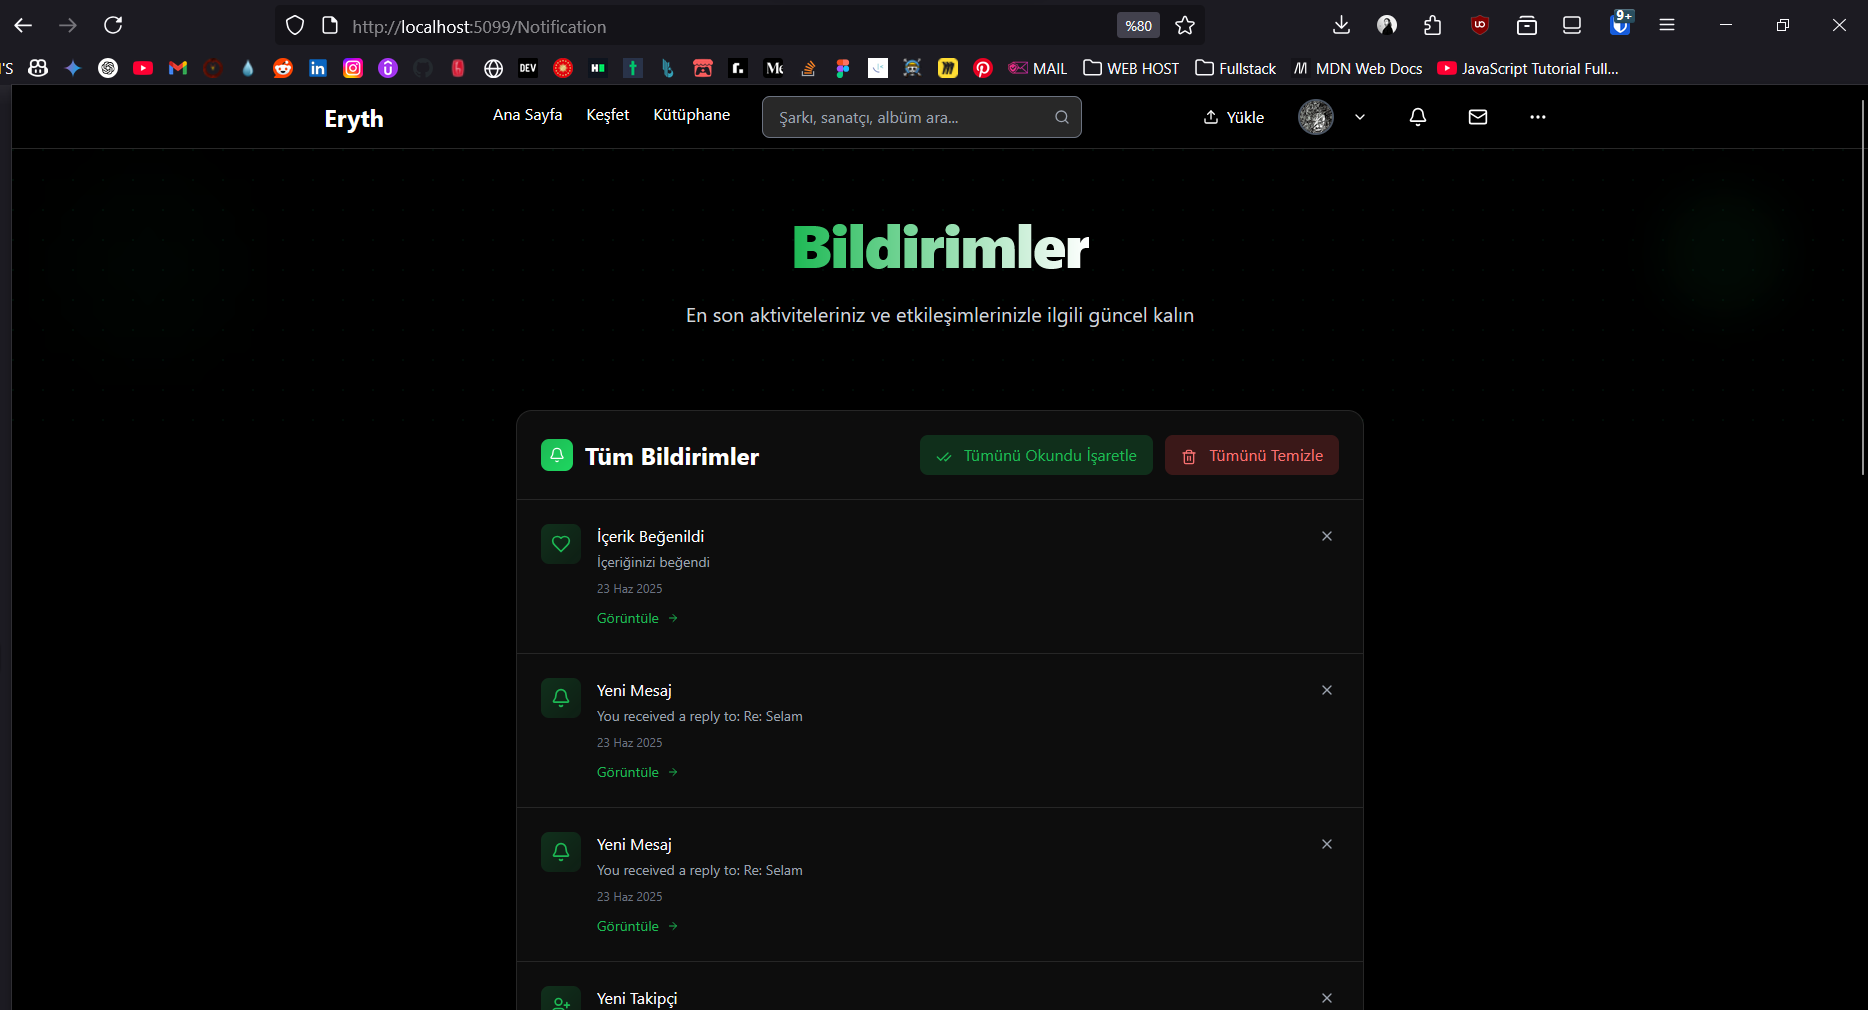 http://localhost:5099/Notification
%80
9+
'S
DEV
MAIL
WEB HOST
Fullstack
MDN Web Docs
JavaScript Tutorial Full...
Eryth
Ana Sayfa
Keşfet
Kütüphane
Şarkı, sanatçı, albüm ara...
Yükle
Bildirimler
En son aktiviteleriniz ve etkileşimlerinizle ilgili güncel kalın
Tüm Bildirimler
Tümünü Okundu İşaretle
Tümünü Temizle
İçerik Beğenildi
İçeriğinizi beğendi
23 Haz 2025
Görüntüle
Yeni Mesaj
You received a reply to: Re: Selam
23 Haz 2025
Görüntüle
Yeni Mesaj
You received a reply to: Re: Selam
23 Haz 2025
Görüntüle
Yeni Takipçi